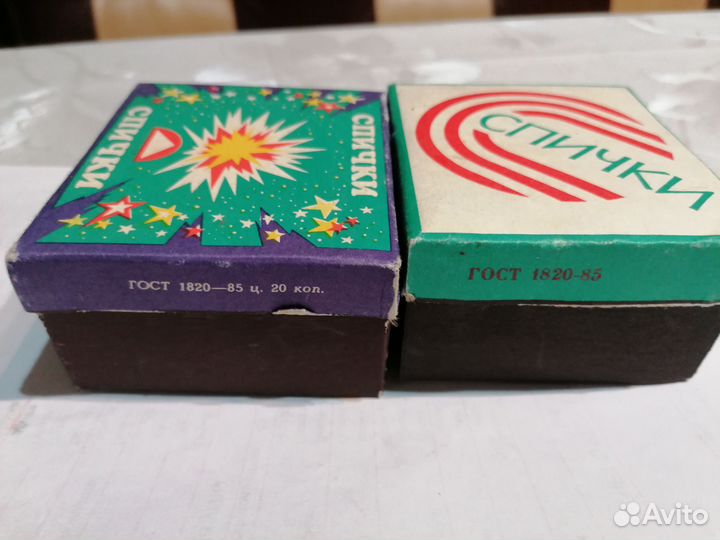 СПИЧКИ
СПИЧКИ
ГОСТ 1820—85 ц. 20 коп.
СПИЧКИ
ГОСТ 1820-85
Avito